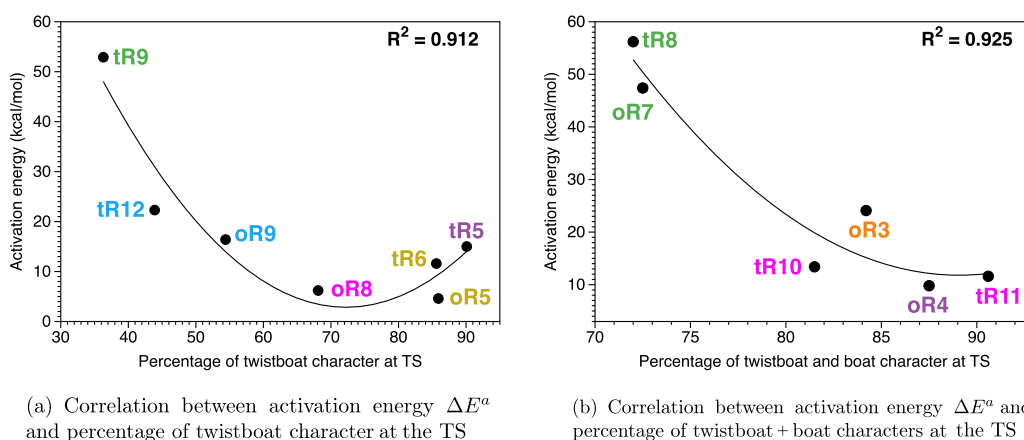 60
50
40
30
20
10
0
Activation energy (kcal/mol)
R² = 0.912
tR9
tR12
oR9
oR8
tR6
tR5
oR5
30 40 50 60 70 80 90
Percentage of twistboat character at TS
(a) Correlation between activation energy ΔEᵃ
and percentage of twistboat character at the TS
60
50
40
30
20
10
Activation energy (kcal/mol)
R² = 0.925
tR8
oR7
oR3
tR10
oR4
tR11
70 75 80 85 90
Percentage of twistboat and boat character at TS
(b) Correlation between activation energy ΔEᵃ and
percentage of twistboat + boat characters at the TS